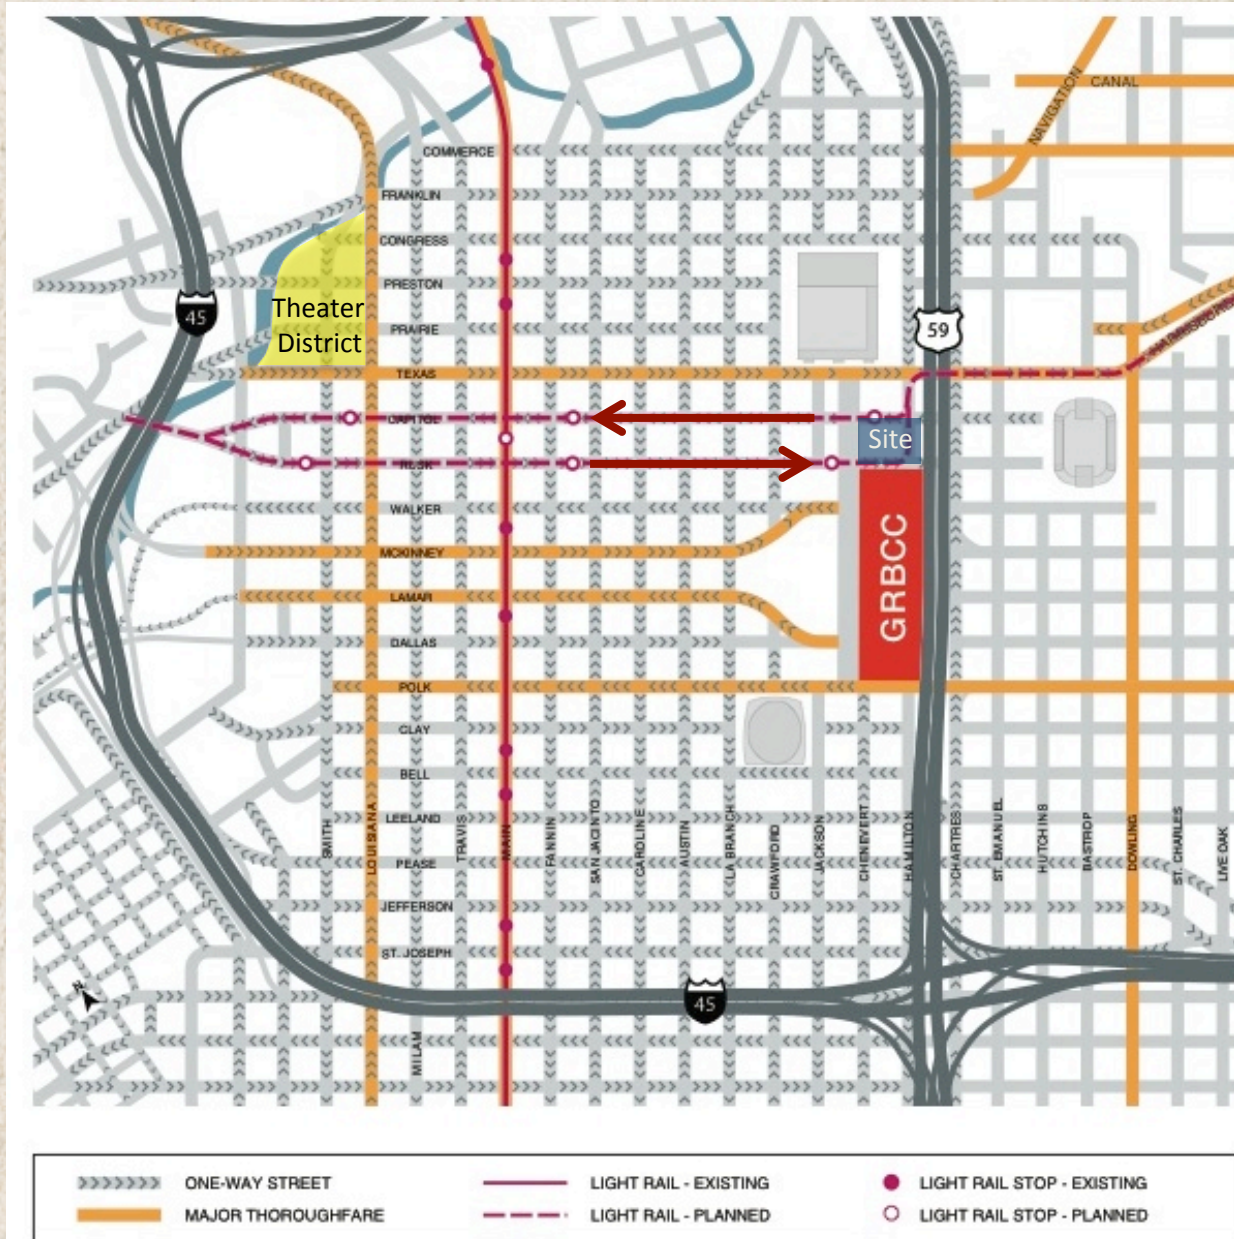 CANAL
NAVIGATION
COMMERCE
FRANKLIN
CONGRESS
PRESTON
Theater
District
45
59
PRAIRIE
TEXAS
CAPITOL
Site
RUSK
WALKER
MCKINNEY
GRBCC
LAMAR
DALLAS
POLK
CLAY
BELL
LEELAND
PEASE
JEFFERSON
ST. JOSEPH
SMITH
LOUISIANA
TRAVIS
MAIN
FANNIN
SAN JACINTO
CAROLINE
AUSTIN
LA BRANCH
CRAWFORD
JACKSON
CHENEVERT
HAMILTON
CHARTRES
ST. EMANUEL
HUTCHINS
BASTROP
DOWLING
ST. CHARLES
LIVE OAK
N
45
MILAM
ONE-WAY STREET
LIGHT RAIL - EXISTING
LIGHT RAIL STOP - EXISTING
MAJOR THOROUGHFARE
LIGHT RAIL - PLANNED
LIGHT RAIL STOP - PLANNED